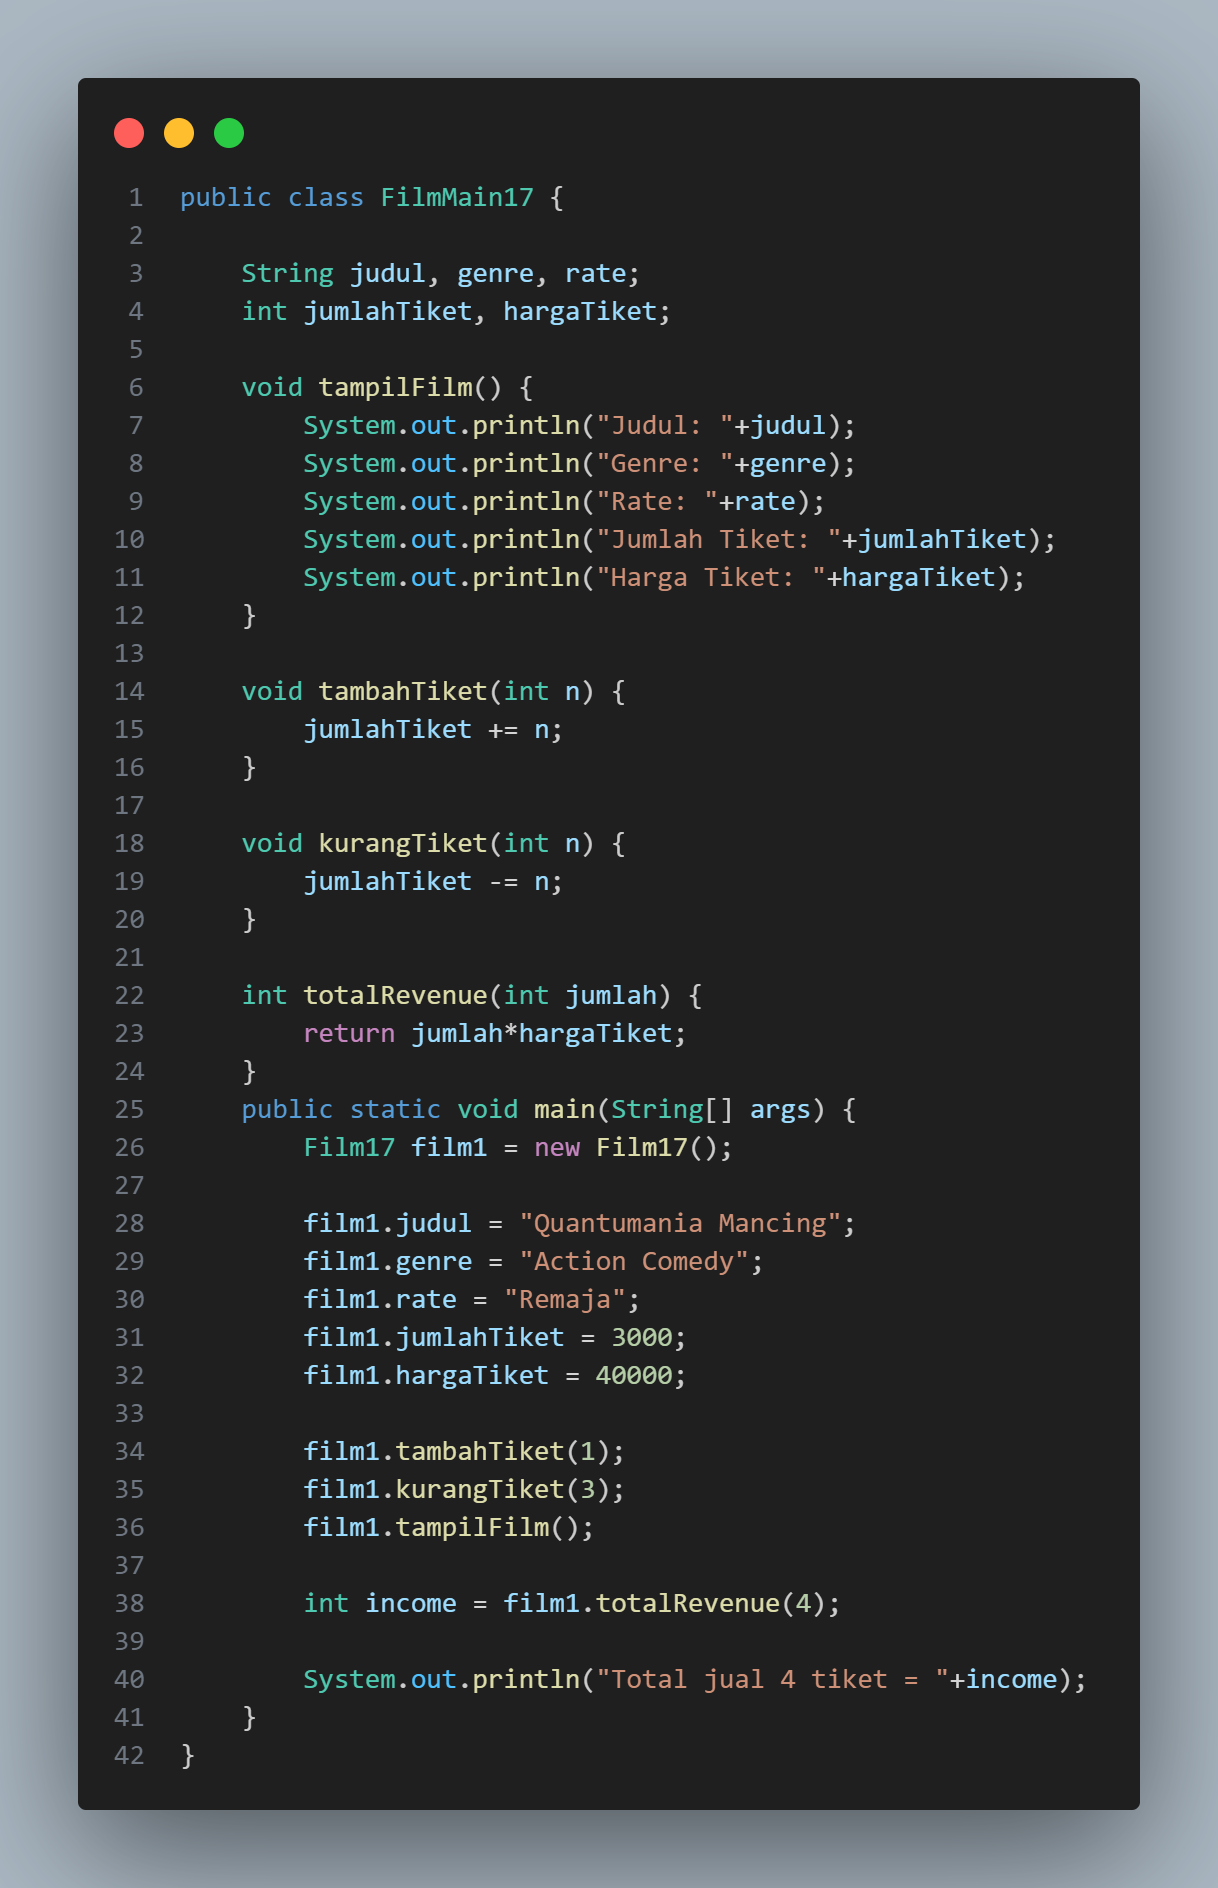 1 public class FilmMain17 {
2
3     String judul, genre, rate;
4     int jumlahTiket, hargaTiket;
5
6     void tampilFilm() {
7         System.out.println("Judul: "+judul);
8         System.out.println("Genre: "+genre);
9         System.out.println("Rate: "+rate);
10         System.out.println("Jumlah Tiket: "+jumlahTiket);
11         System.out.println("Harga Tiket: "+hargaTiket);
12     }
13
14     void tambahTiket(int n) {
15         jumlahTiket += n;
16     }
17
18     void kurangTiket(int n) {
19         jumlahTiket -= n;
20     }
21
22     int totalRevenue(int jumlah) {
23         return jumlah*hargaTiket;
24     }
25     public static void main(String[] args) {
26         Film17 film1 = new Film17();
27
28         film1.judul = "Quantumania Mancing";
29         film1.genre = "Action Comedy";
30         film1.rate = "Remaja";
31         film1.jumlahTiket = 3000;
32         film1.hargaTiket = 40000;
33
34         film1.tambahTiket(1);
35         film1.kurangTiket(3);
36         film1.tampilFilm();
37
38         int income = film1.totalRevenue(4);
39
40         System.out.println("Total jual 4 tiket = "+income);
41     }
42 }